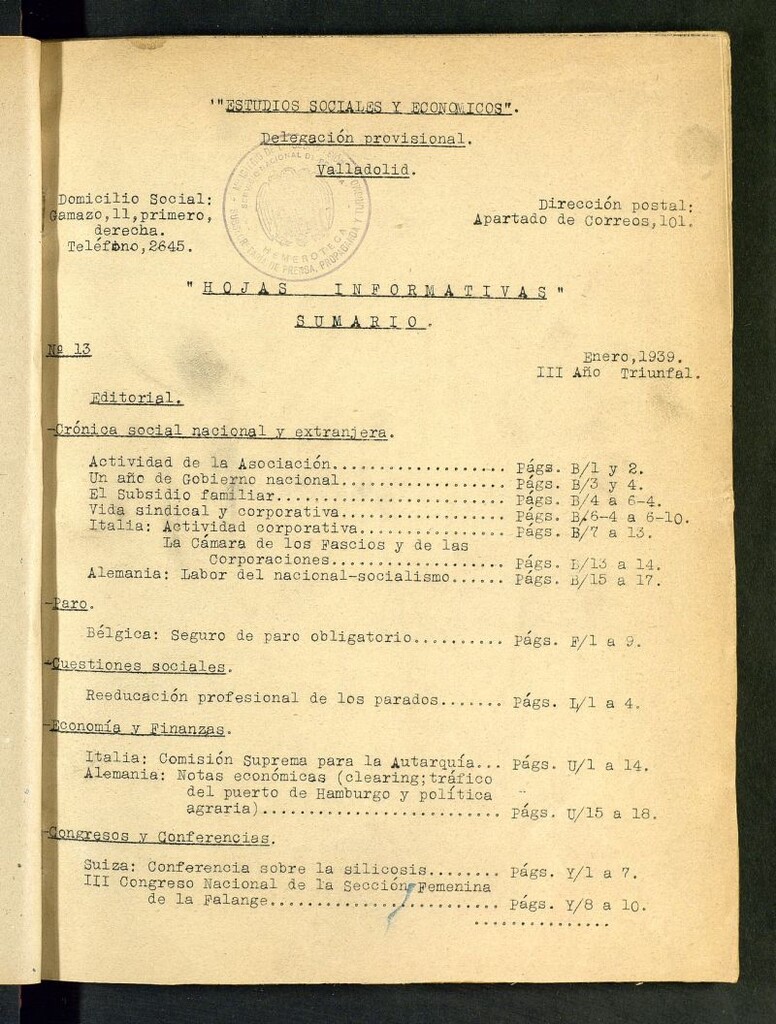 '"ESTUDIOS SOCIALES Y ECONOMICOS".
Delegación provisional.
Valladolid.
Domicilio Social:
Gamazo,11,primero,
derecha.
Teléfono,2645.
Dirección postal:
Apartado de Correos,101.
HEMEROTECA
"HOJAS INFORMATIVAS"
SUMARIO.
Nº 13
Enero,1939.
III Año Triunfal.
Editorial.
-Crónica social nacional y extranjera.
Actividad de la Asociación................... Págs. B/1 y 2.
Un año de Gobierno nacional.................. Págs. B/3 y 4.
El Subsidio familiar......................... Págs. B/4 a 6-4.
Vida sindical y corporativa.................. Págs. B/6-4 a 6-10.
Italia: Actividad corporativa................ Págs. B/7 a 13.
La Cámara de los Fascios y de las
Corporaciones...................... Págs. B/13 a 14.
Alemania: Labor del nacional-socialismo...... Págs. B/15 a 17.
-Paro.
Bélgica: Seguro de paro obligatorio.......... Págs. F/1 a 9.
-Cuestiones sociales.
Reeducación profesional de los parados....... Págs. L/1 a 4.
-Economía y Finanzas.
Italia: Comisión Suprema para la Autarquía... Págs. U/1 a 14.
Alemania: Notas económicas (clearing;tráfico
del puerto de Hamburgo y política
agraria)........................... Págs. U/15 a 18.
-Congresos y Conferencias.
Suiza: Conferencia sobre la silicosis........ Págs. Y/1 a 7.
III Congreso Nacional de la Sección Femenina
de la Falange.......................... Págs. Y/8 a 10.
...............